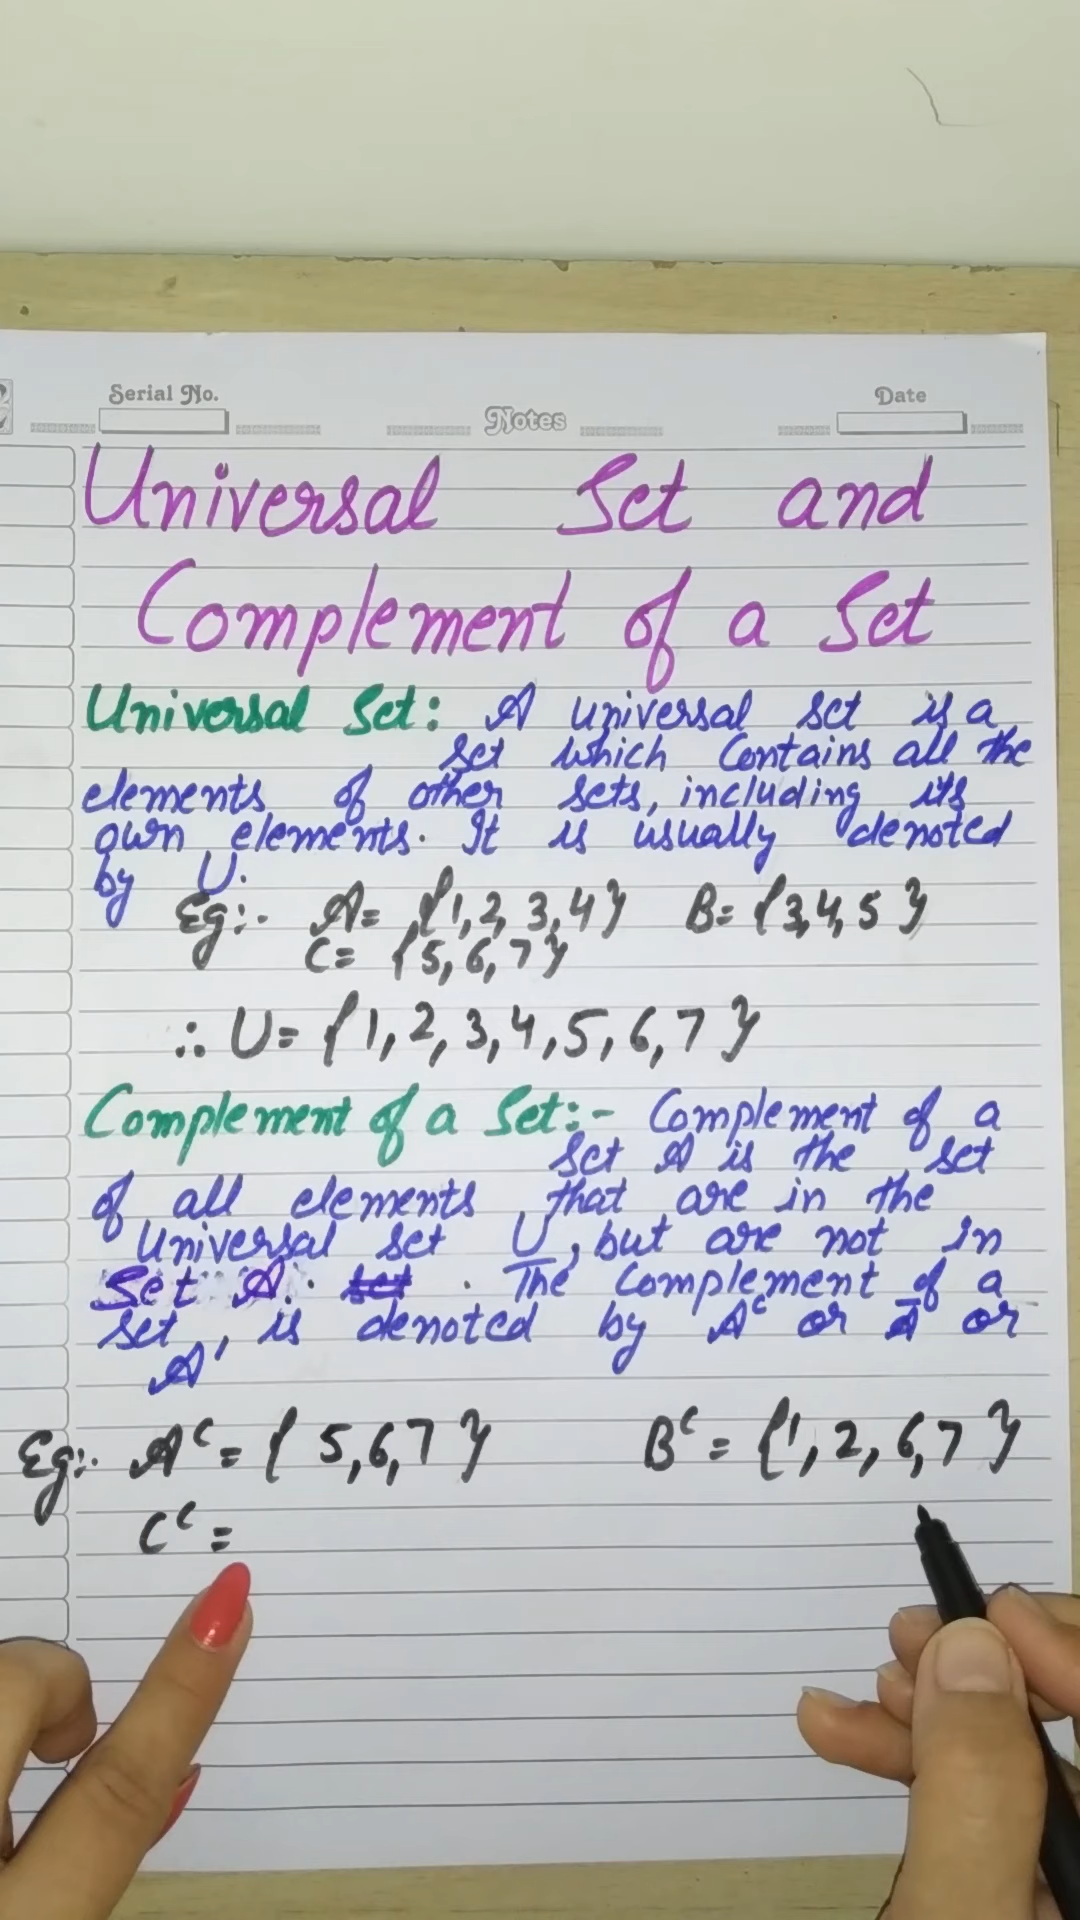 Serial No.
Notes
Date
Universal Set and
Complement of a Set
Universal Set: A universal set is a
set which contains all the
elements of other sets, including its
own elements. It is usually denoted
by U.
Eg:- A= {1,2,3,4} B= {3,4,5}
C= {5,6,7}
∴ U= {1,2,3,4,5,6,7}
Complement of a Set:- Complement of a
Set A is the set
of all elements that are in the
Universal set U, but are not in
Set A. set . The Complement of a
set, is denoted by Aᶜ or Ā or
A'
Eg:- Aᶜ = {5,6,7} Bᶜ = {1,2,6,7}
Cᶜ =